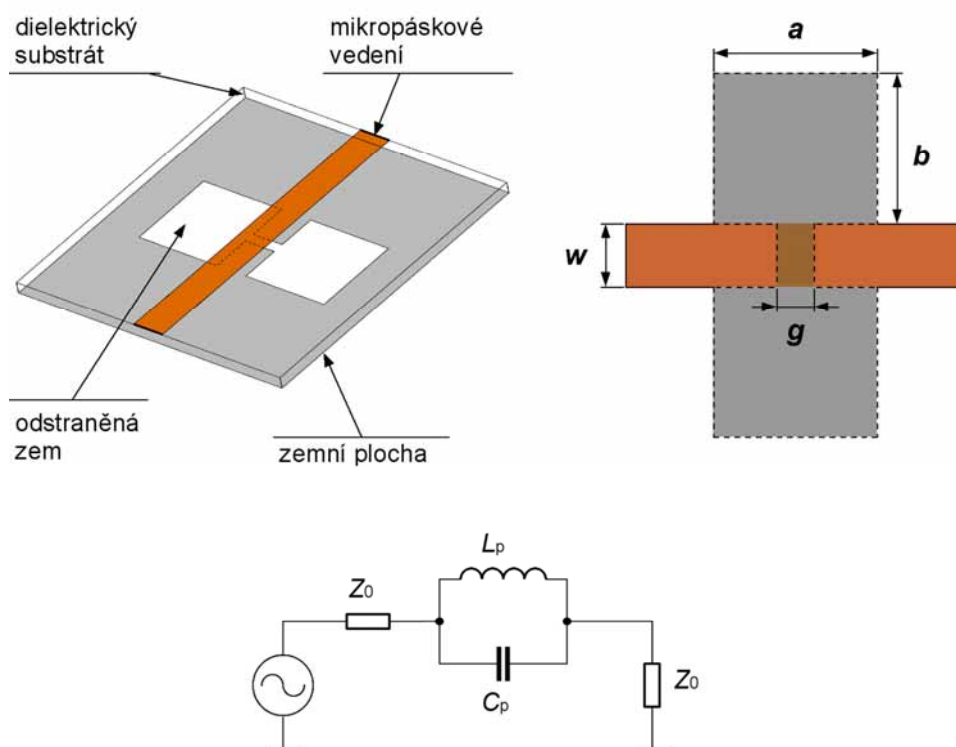 dielektrický
substrát
mikropáskové
vedení
odstraněná
zem
zemní plocha
a
b
w
g
Lp
Z0
Cp
Z0